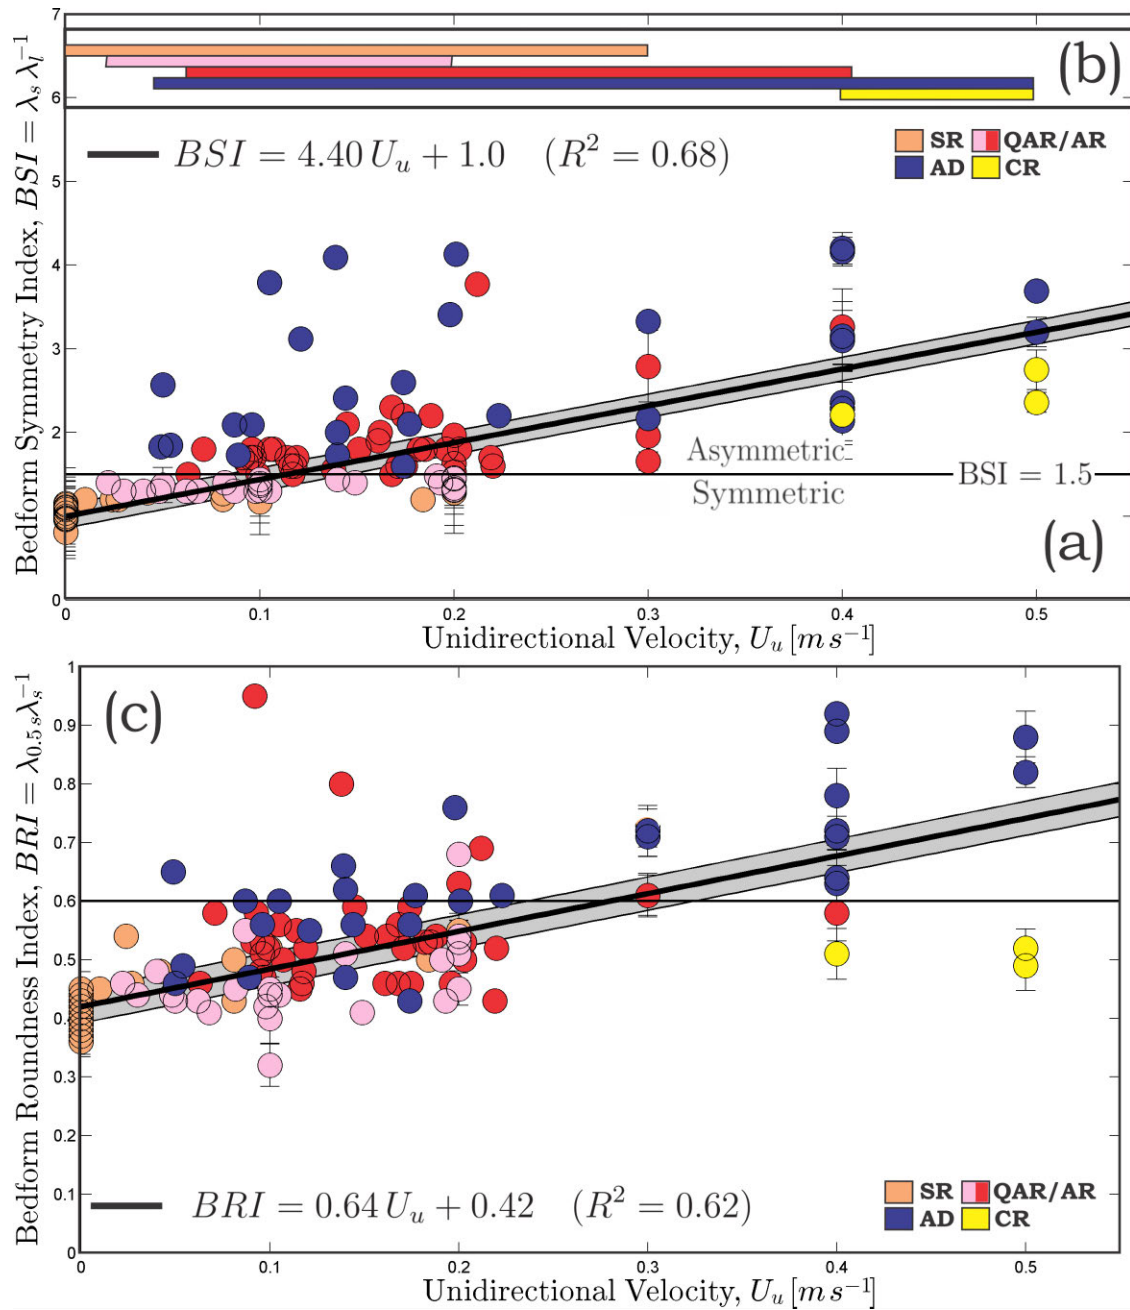 7
6
5
4
3
2
1
0
Bedform Symmetry Index, BSI = λ_s λ_l^{-1}
(b)
BSI = 4.40 U_u + 1.0 (R² = 0.68)
SR QAR/AR
AD CR
Asymmetric
BSI = 1.5
Symmetric
(a)
0 0.1 0.2 0.3 0.4 0.5
Unidirectional Velocity, U_u [m s^{-1}]
1
0.9
0.8
0.7
0.6
0.5
0.4
0.3
0.2
0.1
0
Bedform Roundness Index, BRI = λ_{0.5 s} λ_s^{-1}
(c)
BRI = 0.64 U_u + 0.42 (R² = 0.62)
SR QAR/AR
AD CR
0 0.1 0.2 0.3 0.4 0.5
Unidirectional Velocity, U_u [m s^{-1}]